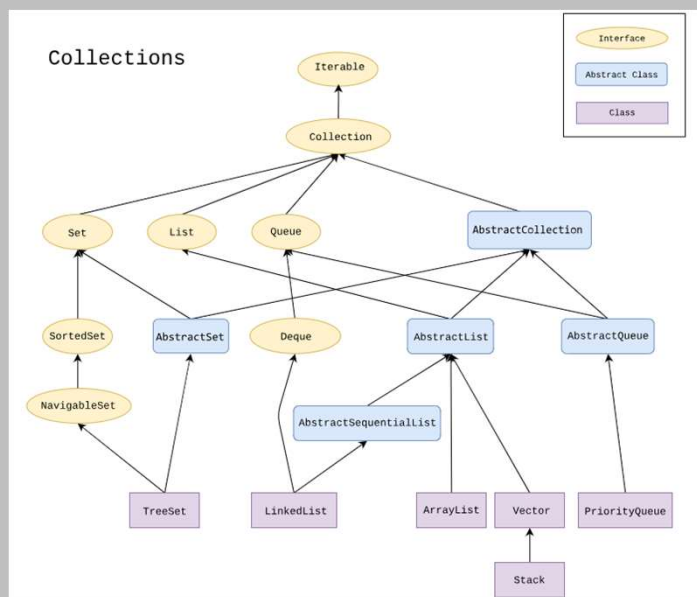 Collections
Interface
Abstract Class
Class
Iterable
Collection
Set
List
Queue
AbstractCollection
SortedSet
AbstractSet
Deque
AbstractList
AbstractQueue
NavigableSet
AbstractSequentialList
TreeSet
LinkedList
ArrayList
Vector
PriorityQueue
Stack